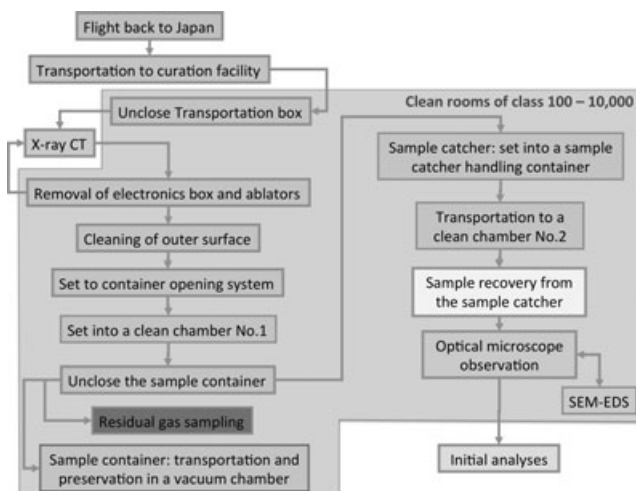 Flight back to Japan
Transportation to curation facility
Unclose Transportation box
Clean rooms of class 100 – 10,000
X-ray CT
Removal of electronics box and ablators
Cleaning of outer surface
Set to container opening system
Set into a clean chamber No.1
Unclose the sample container
Residual gas sampling
Sample container: transportation and
preservation in a vacuum chamber
Sample catcher: set into a sample
catcher handling container
Transportation to a
clean chamber No.2
Sample recovery from
the sample catcher
Optical microscope
observation
SEM-EDS
Initial analyses